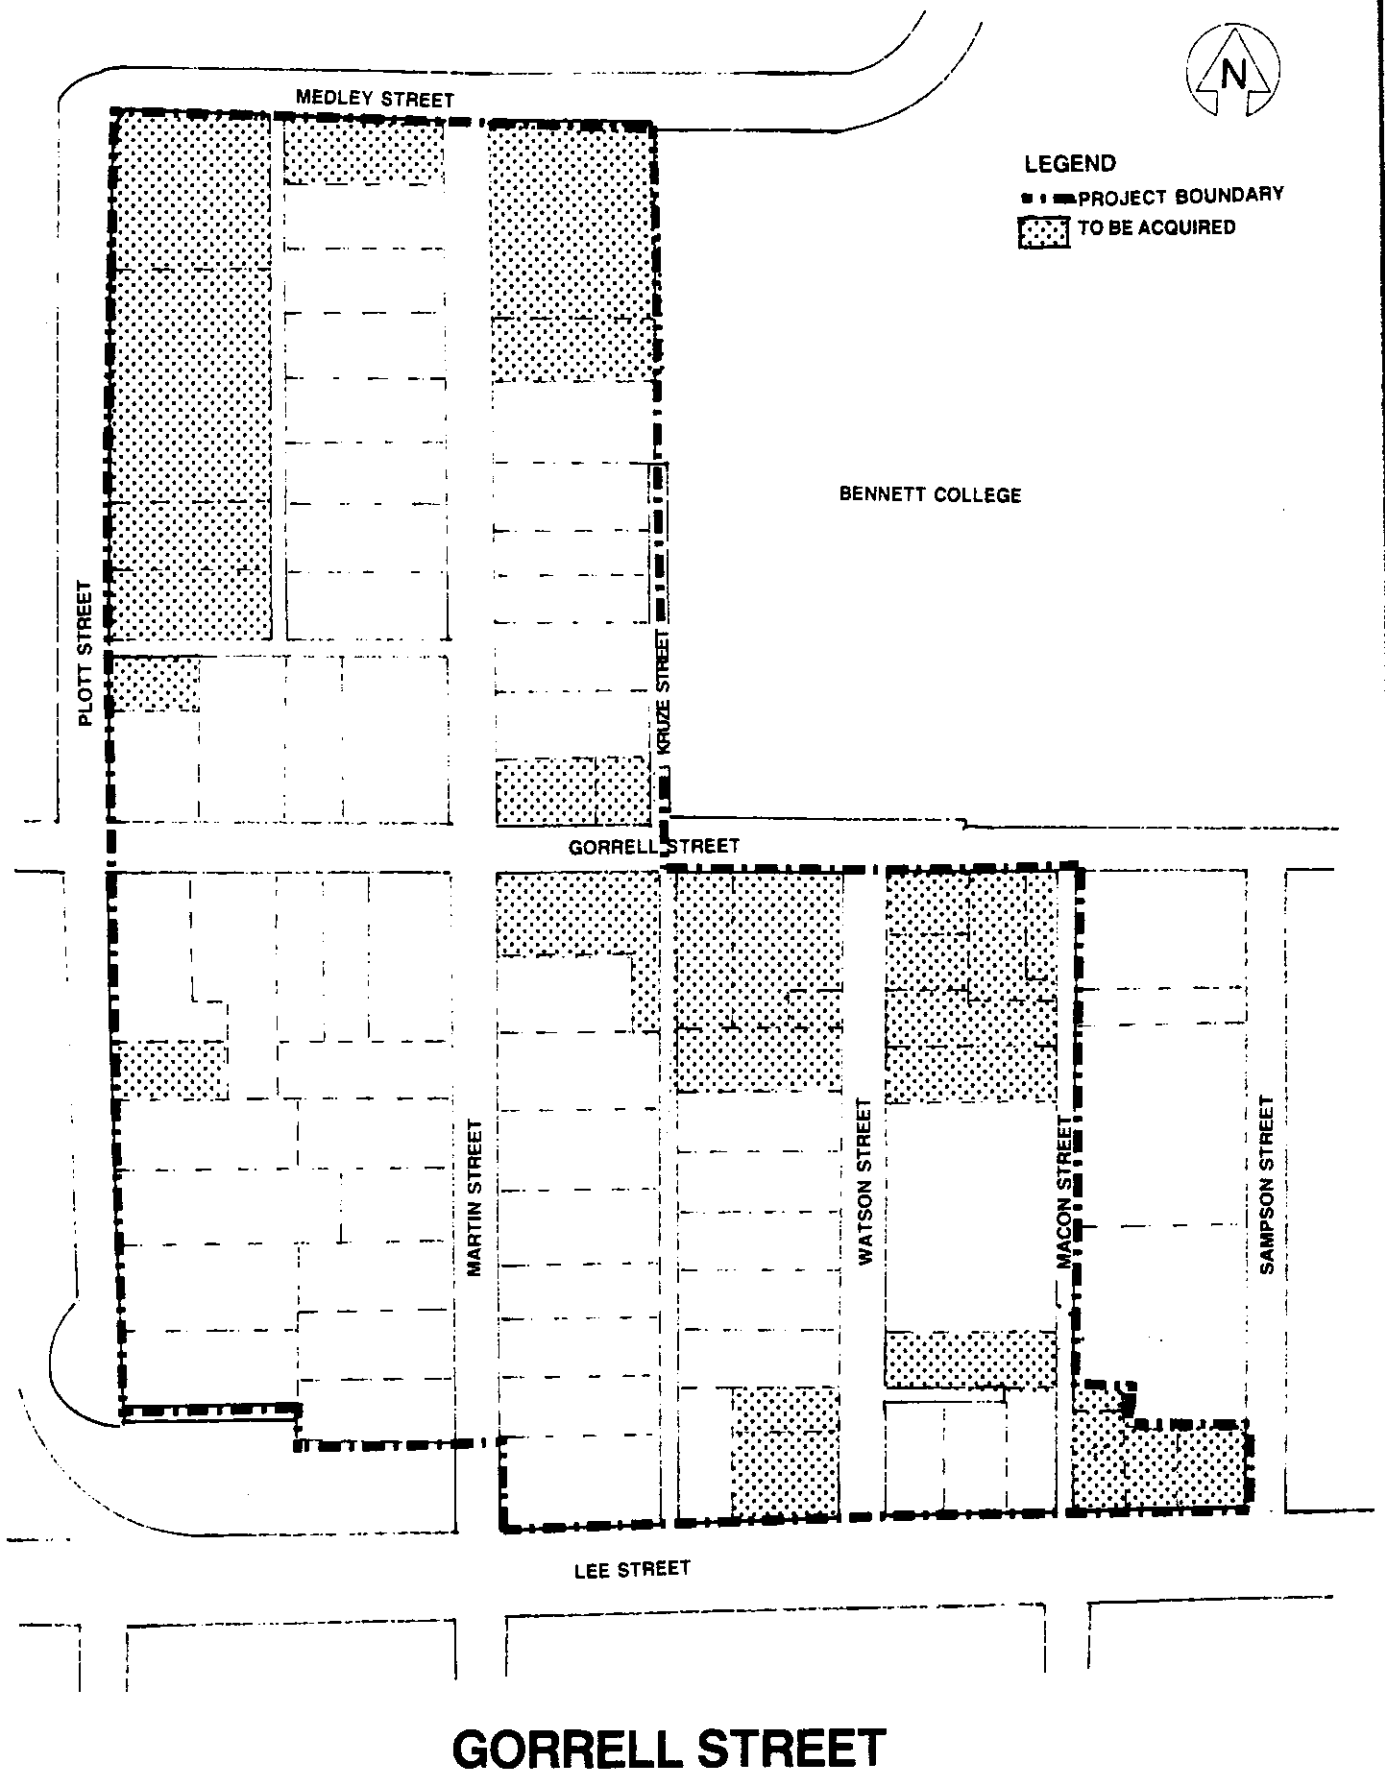 MEDLEY STREET
N
LEGEND
PROJECT BOUNDARY
TO BE ACQUIRED
BENNETT COLLEGE
PLOTT STREET
KRUZE STREET
GORRELL STREET
MARTIN STREET
WATSON STREET
MACON STREET
SAMPSON STREET
LEE STREET
GORRELL STREET